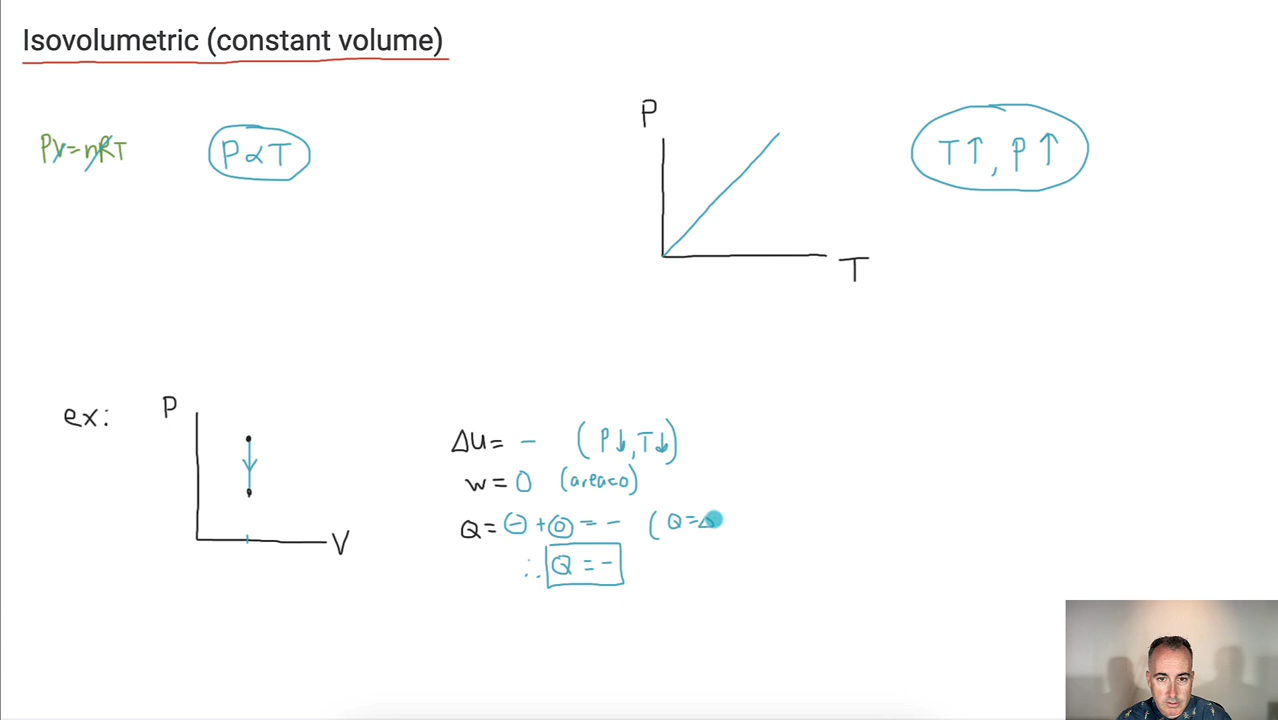 Isovolumetric (constant volume)
PV=nRT
P∝T
P
T
T↑, P↑
ex:
P
V
ΔU= - (P↓,T↓)
W=0 (area=0)
Q=⊖+⓪=- (Q=Δ
∴ Q=-